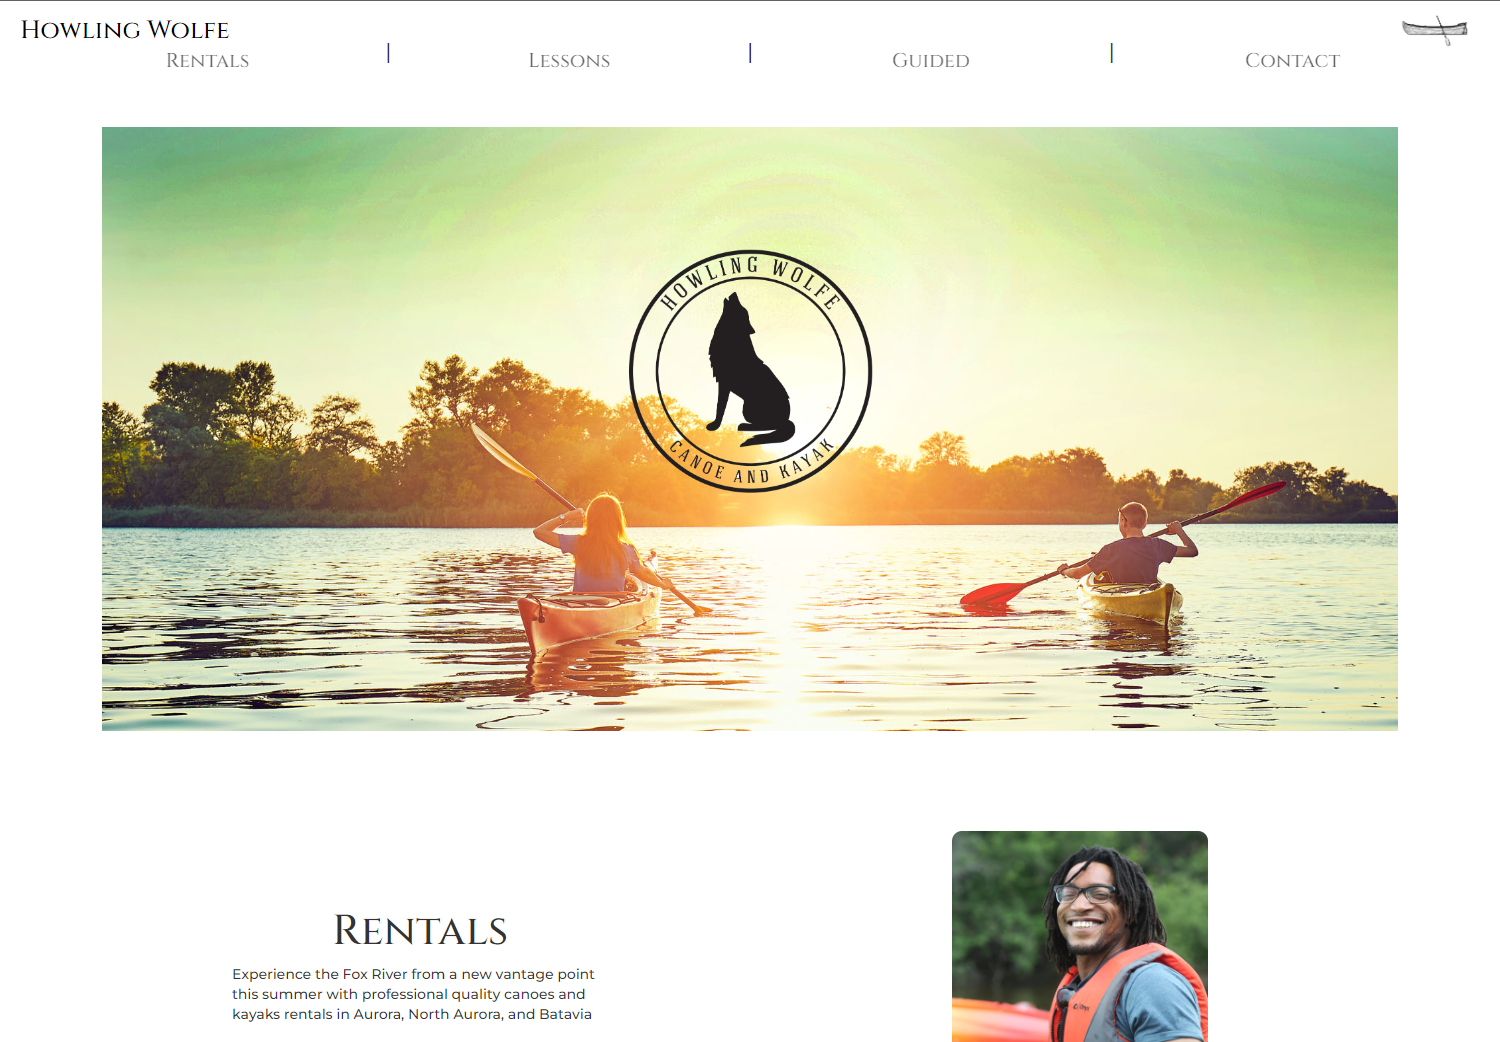 Howling Wolfe
Rentals | Lessons | Guided | Contact
HOWLING WOLFE
CANOE AND KAYAK
Rentals
Experience the Fox River from a new vantage point
this summer with professional quality canoes and
kayaks rentals in Aurora, North Aurora, and Batavia